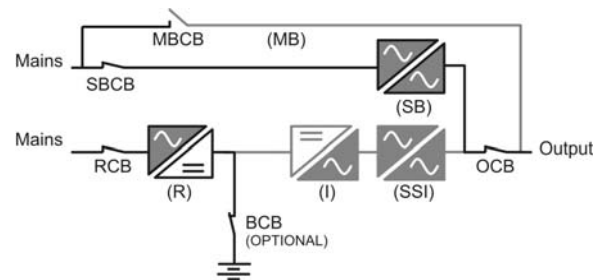 MBCB
(MB)
Mains
SBCB
(SB)
Mains
RCB
(R)
(I)
(SSI)
OCB
Output
BCB
(OPTIONAL)